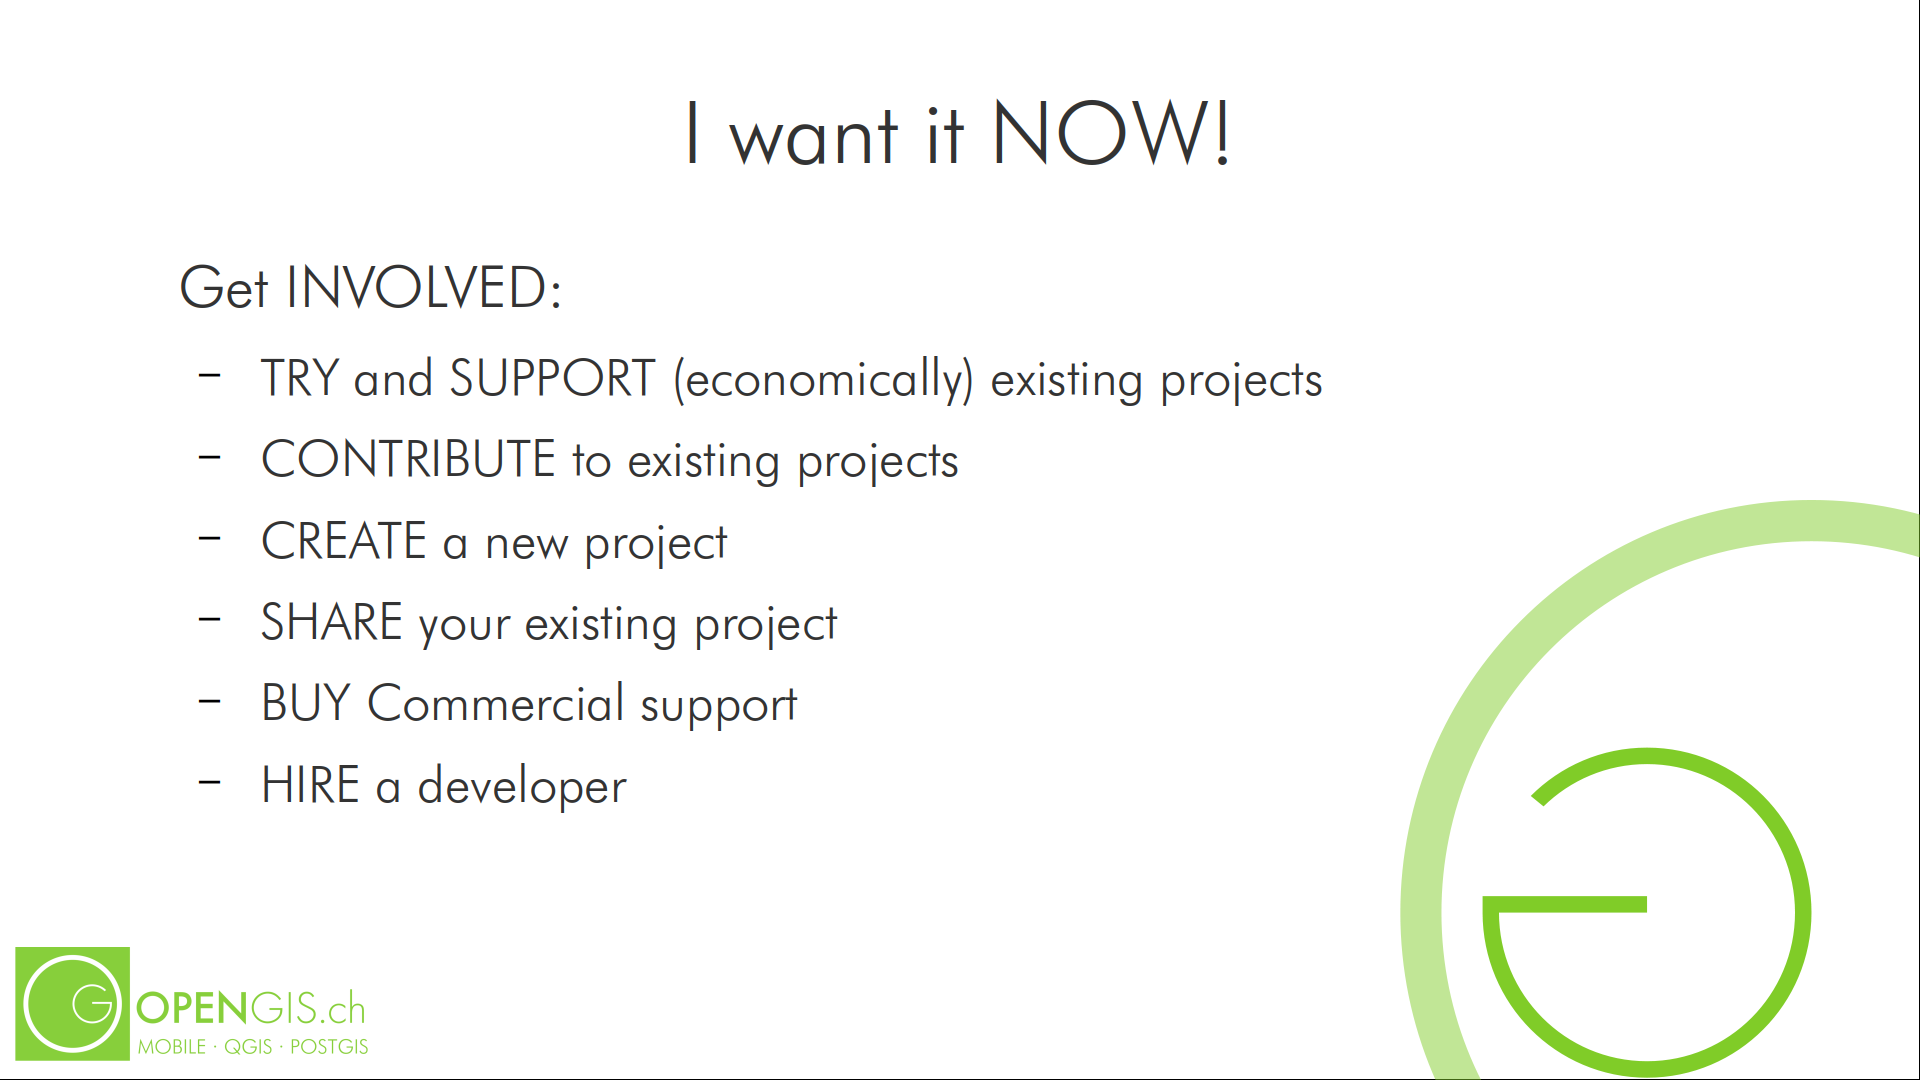 I want it NOW!
Get INVOLVED:
– TRY and SUPPORT (economically) existing projects
– CONTRIBUTE to existing projects
– CREATE a new project
– SHARE your existing project
– BUY Commercial support
– HIRE a developer
OPENGIS.ch
MOBILE · QGIS · POSTGIS